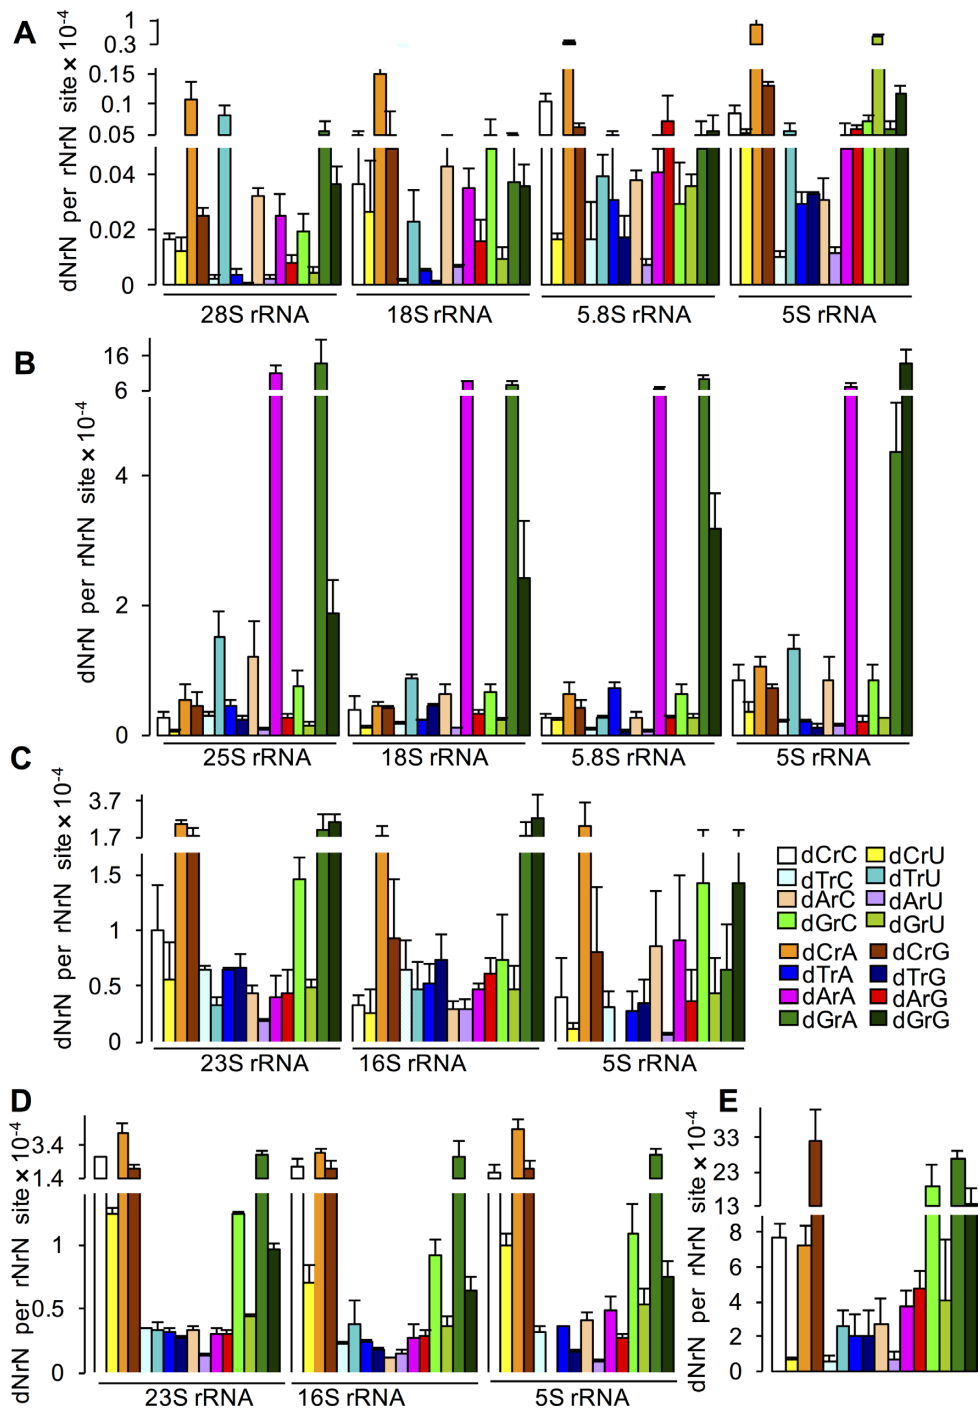 A
dNrN per rNrN site × 10-4
1
0.3
0.15
0.1
0.05
0.04
0.02
0
28S rRNA
18S rRNA
5.8S rRNA
5S rRNA
B
dNrN per rNrN site × 10-4
16
6
4
2
0
25S rRNA
18S rRNA
5.8S rRNA
5S rRNA
C
dNrN per rNrN site × 10-4
3.7
1.7
1.5
1
0.5
0
23S rRNA
16S rRNA
5S rRNA
dCrC dCrU
dTrC dTrU
dArC dArU
dGrC dGrU
dCrA dCrG
dTrA dTrG
dArA dArG
dGrA dGrG
D
dNrN per rNrN site × 10-4
3.4
1.4
1
0.5
0
23S rRNA
16S rRNA
5S rRNA
E
dNrN per rNrN site × 10-4
33
23
13
8
6
4
2
0